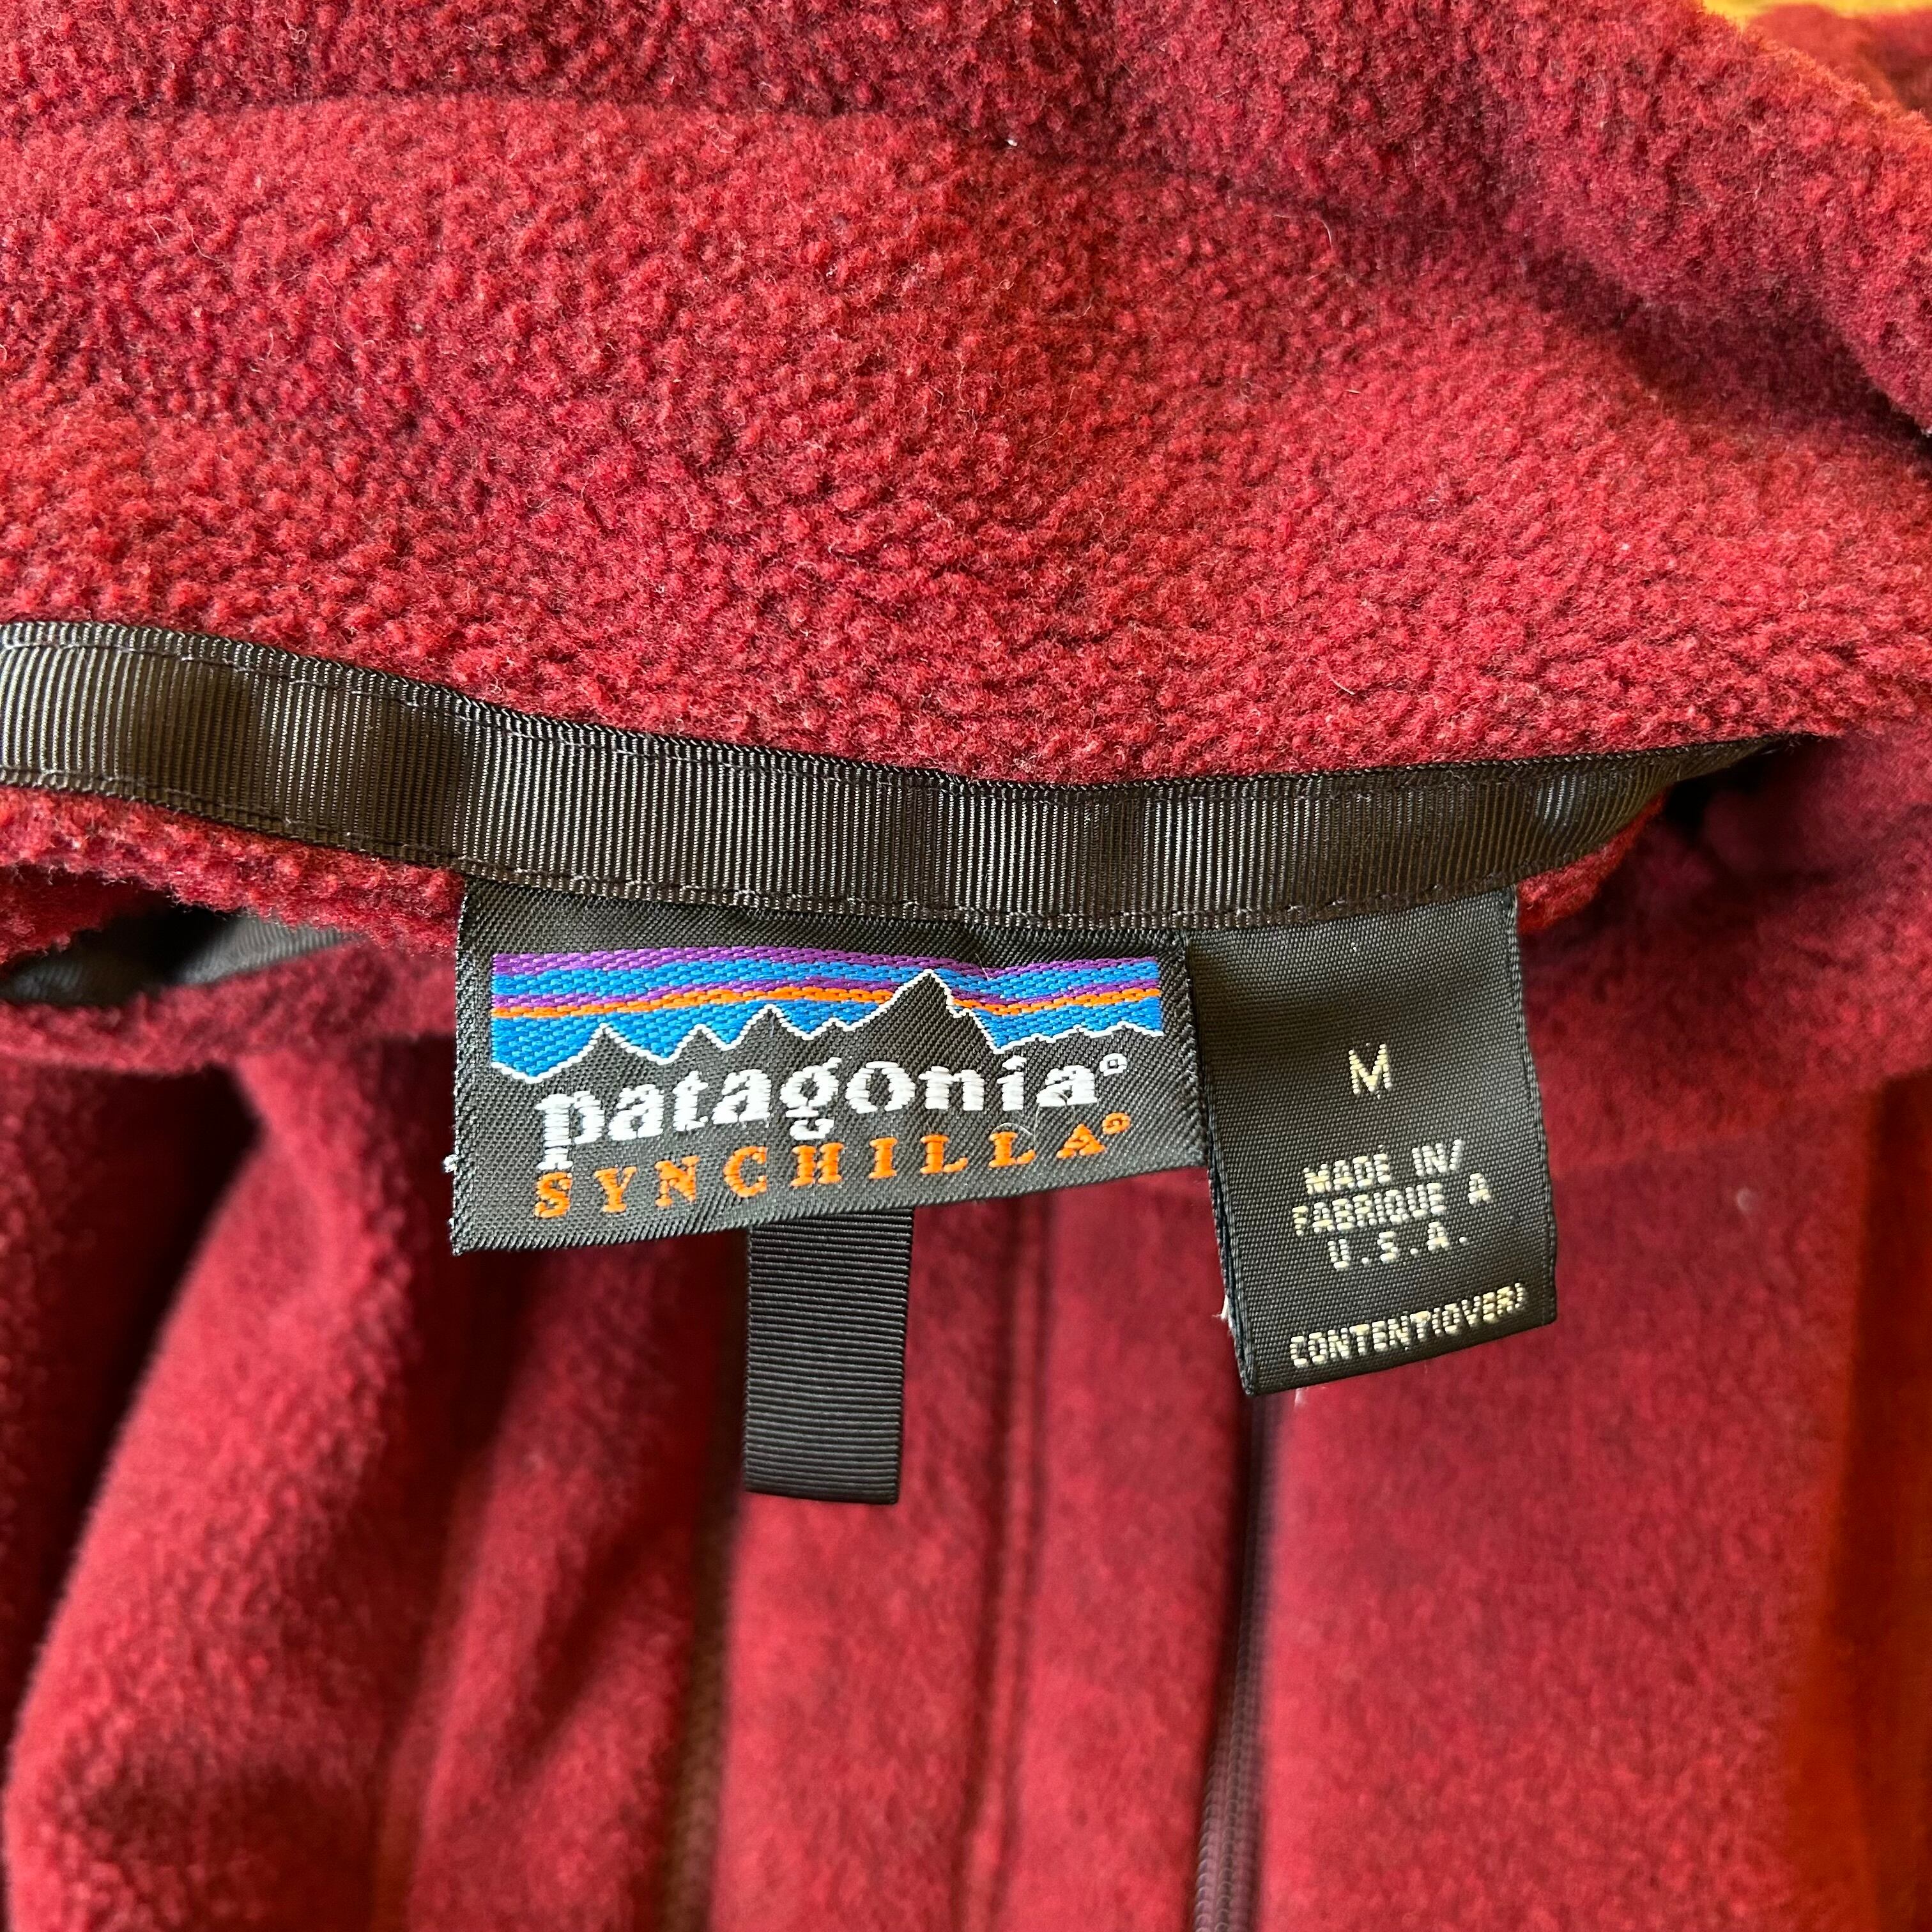 patagonia®
SYNCHILLA®
M
MADE IN/
FABRIQUE A
U.S.A.
CONTENT(OVER)